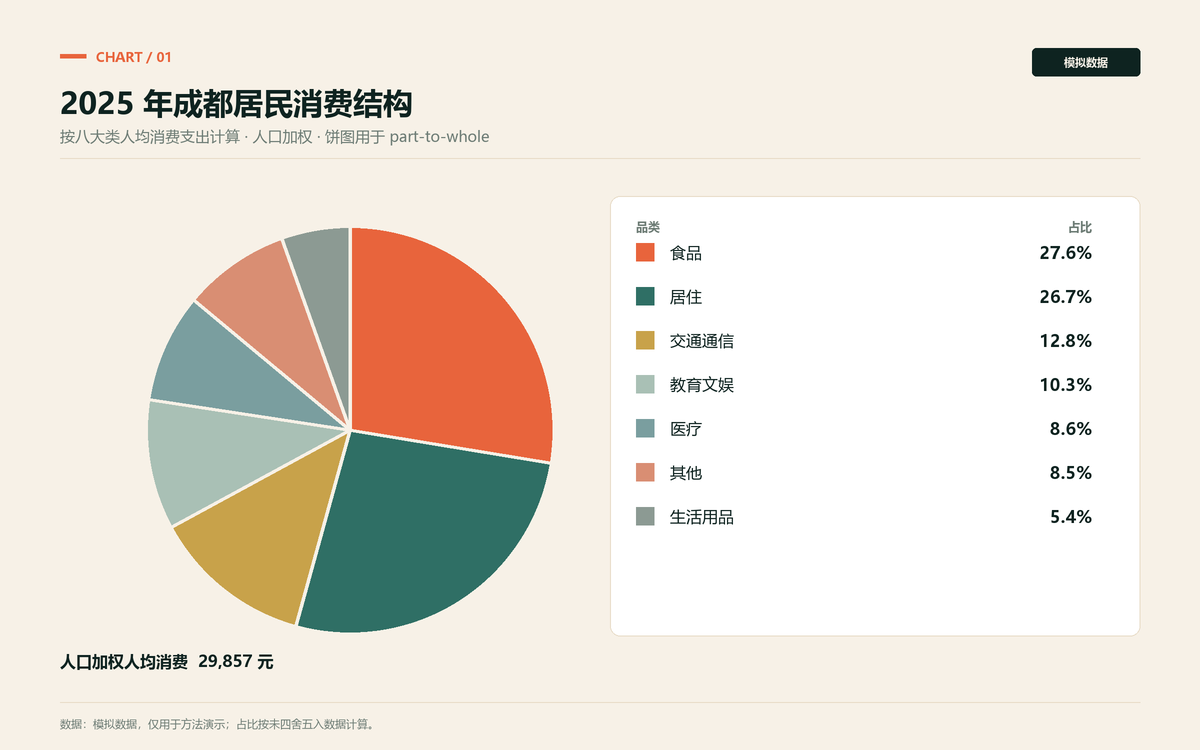 CHART / 01
模拟数据
2025 年成都居民消费结构
按八大类人均消费支出计算 · 人口加权 · 饼图用于 part-to-whole
品类 占比
食品 27.6%
居住 26.7%
交通通信 12.8%
教育文娱 10.3%
医疗 8.6%
其他 8.5%
生活用品 5.4%
人口加权人均消费 29,857 元
数据：模拟数据，仅用于方法演示；占比按未四舍五入数据计算。